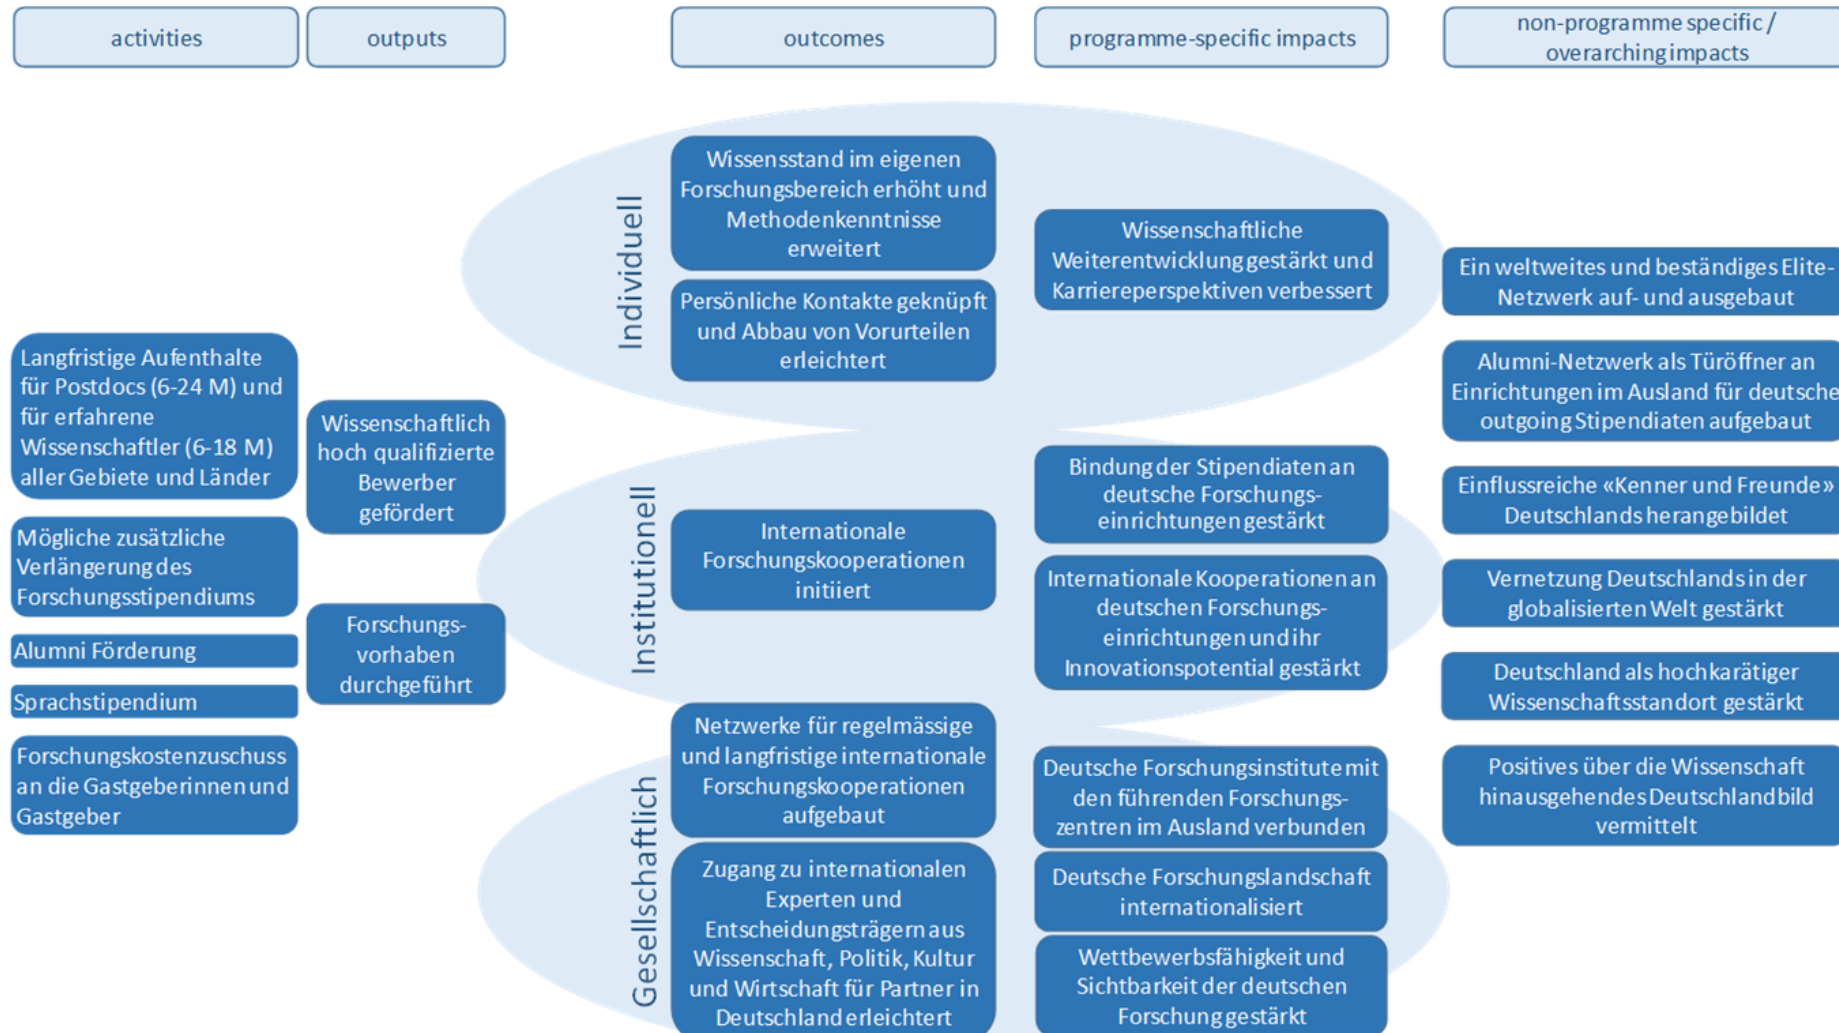 activities
outputs
outcomes
programme-specific impacts
non-programme specific /
overarching impacts
Langfristige Aufenthalte
für Postdocs (6-24 M) und
für erfahrene
Wissenschaftler (6-18 M)
aller Gebiete und Länder
Mögliche zusätzliche
Verlängerung des
Forschungsstipendiums
Alumni Förderung
Sprachstipendium
Forschungskostenzuschuss
an die Gastgeberinnen und
Gastgeber
Wissenschaftlich
hoch qualifizierte
Bewerber
gefördert
Forschungs-
vorhaben
durchgeführt
Individuell
Wissensstand im eigenen
Forschungsbereich erhöht und
Methodenkenntnisse
erweitert
Persönliche Kontakte geknüpft
und Abbau von Vorurteilen
erleichtert
Wissenschaftliche
Weiterentwicklung gestärkt und
Karriereperspektiven verbessert
Institutionell
Internationale
Forschungskooperationen
initiiert
Bindung der Stipendiaten an
deutsche Forschungs-
einrichtungen gestärkt
Internationale Kooperationen an
deutschen Forschungs-
einrichtungen und ihr
Innovationspotential gestärkt
Gesellschaftlich
Netzwerke für regelmässige
und langfristige internationale
Forschungskooperationen
aufgebaut
Zugang zu internationalen
Experten und
Entscheidungsträgern aus
Wissenschaft, Politik, Kultur
und Wirtschaft für Partner in
Deutschland erleichtert
Deutsche Forschungsinstitute mit
den führenden Forschungs-
zentren im Ausland verbunden
Deutsche Forschungslandschaft
internationalisiert
Wettbewerbsfähigkeit und
Sichtbarkeit der deutschen
Forschung gestärkt
Ein weltweites und beständiges Elite-
Netzwerk auf- und ausgebaut
Alumni-Netzwerk als Türöffner an
Einrichtungen im Ausland für deutsche
outgoing Stipendiaten aufgebaut
Einflussreiche «Kenner und Freunde»
Deutschlands herangebildet
Vernetzung Deutschlands in der
globalisierten Welt gestärkt
Deutschland als hochkarätiger
Wissenschaftsstandort gestärkt
Positives über die Wissenschaft
hinausgehendes Deutschlandbild
vermittelt